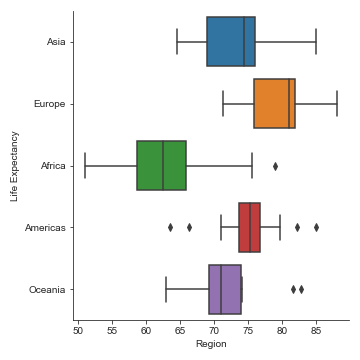 Asia
Europe
Africa
Americas
Oceania
Life Expectancy
50 55 60 65 70 75 80 85
Region